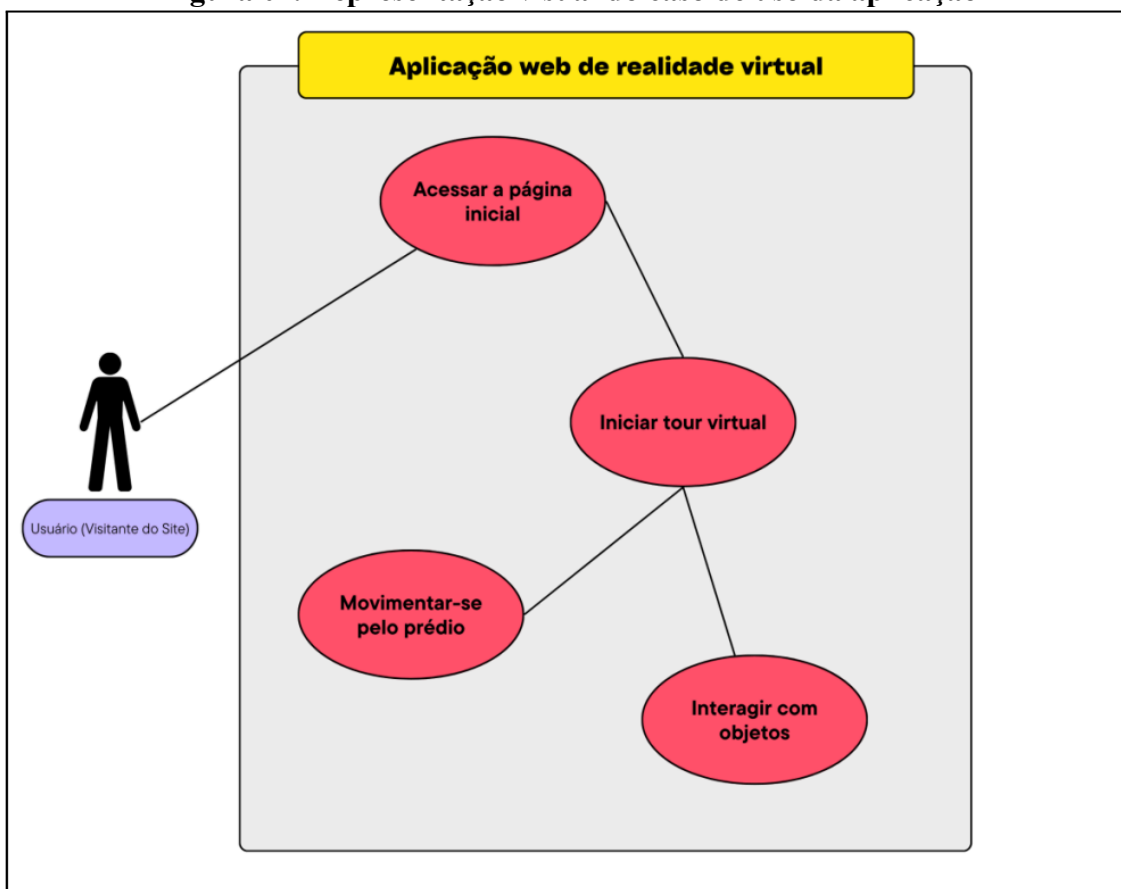 Aplicação web de realidade virtual
Acessar a página
inicial
Iniciar tour virtual
Usuário (Visitante do Site)
Movimentar-se
pelo prédio
Interagir com
objetos